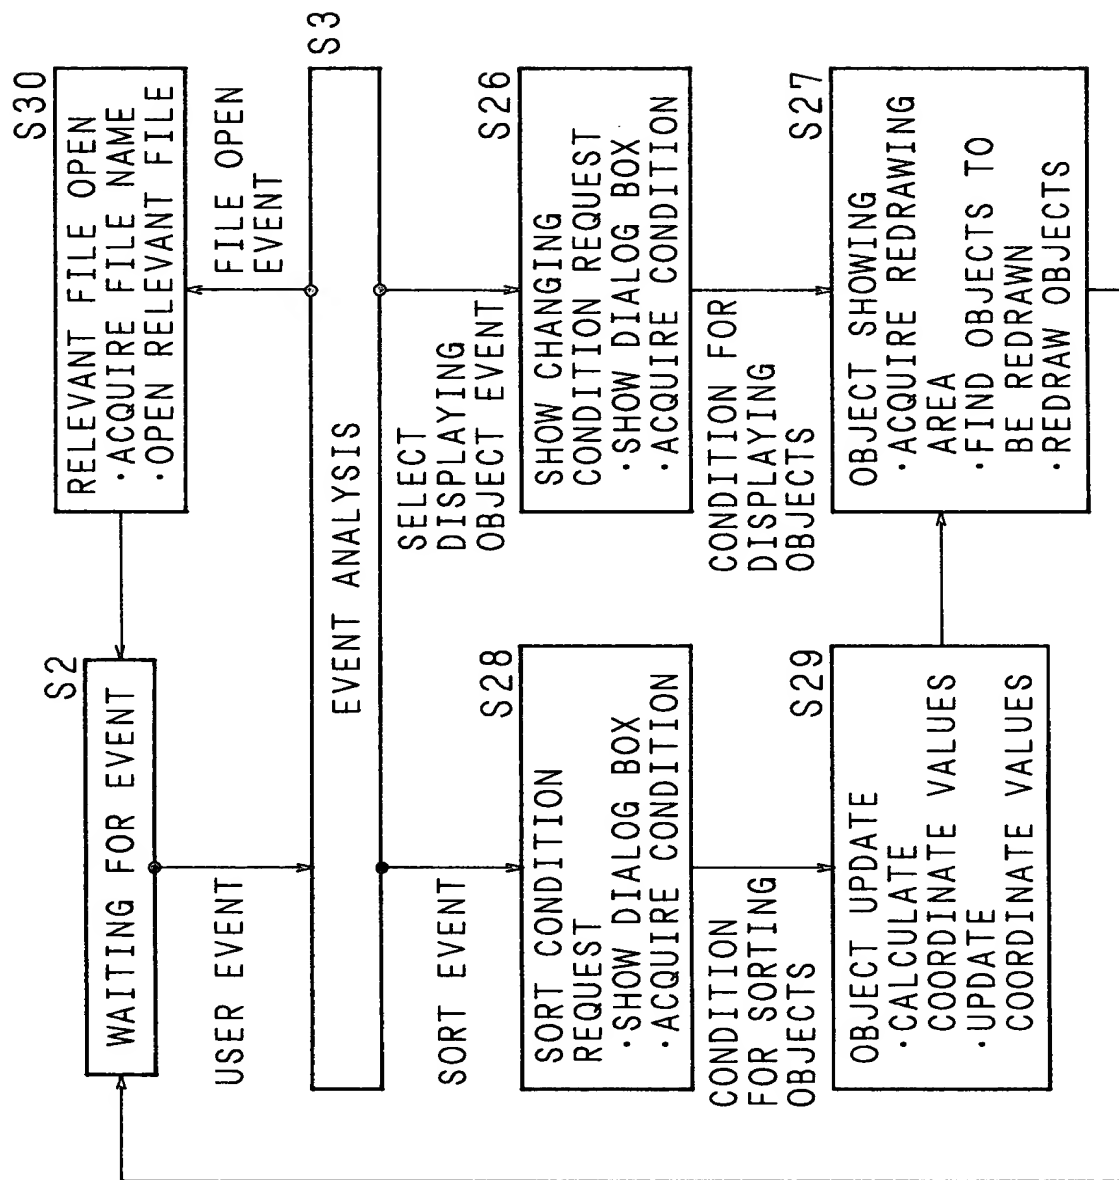 S2
WAITING FOR EVENT
S30
RELEVANT FILE OPEN
·ACQUIRE FILE NAME
·OPEN RELEVANT FILE
USER EVENT
FILE OPEN
EVENT
S3
EVENT ANALYSIS
SORT EVENT
SELECT
DISPLAYING
OBJECT EVENT
S28
SORT CONDITION
REQUEST
·SHOW DIALOG BOX
·ACQUIRE CONDITION
S26
SHOW CHANGING
CONDITION REQUEST
·SHOW DIALOG BOX
·ACQUIRE CONDITION
CONDITION
FOR SORTING
OBJECTS
CONDITION FOR
DISPLAYING
OBJECTS
S29
OBJECT UPDATE
·CALCULATE
COORDINATE VALUES
·UPDATE
COORDINATE VALUES
S27
OBJECT SHOWING
·ACQUIRE REDRAWING
AREA
·FIND OBJECTS TO
BE REDRAWN
·REDRAW OBJECTS